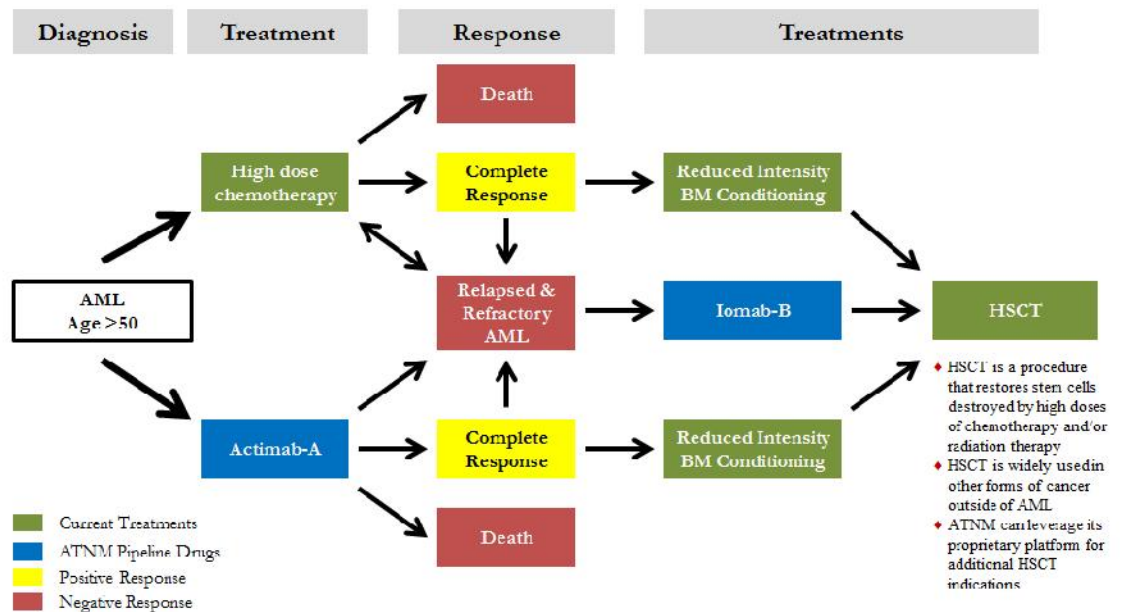 Diagnosis
Treatment
Response
Treatments
Death
High dose
chemotherapy
Complete
Response
Reduced Intensity
BM Conditioning
AML
Age >50
Relapsed &
Refractory
AML
Iomab-B
HSCT
Actimab-A
Complete
Response
Reduced Intensity
BM Conditioning
Death
♦ HSCT is a procedure
that restores stem cells
destroyed by high doses
of chemotherapy and/or
radiation therapy
♦ HSCT is widely used in
other forms of cancer
outside of AML
♦ ATNM can leverage its
proprietary platform for
additional HSCT
indications
Current Treatments
ATNM Pipeline Drugs
Positive Response
Negative Response